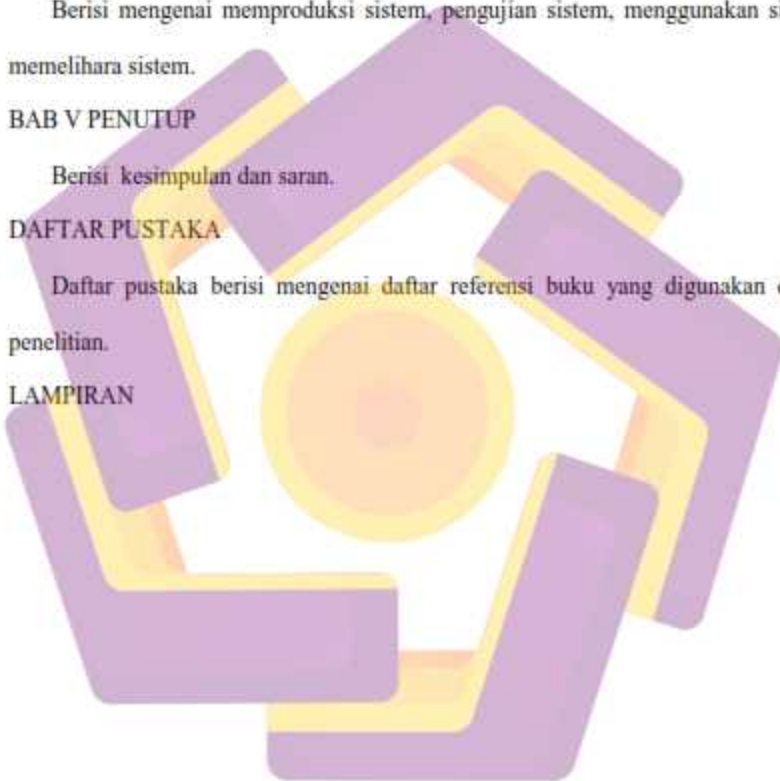 Berisi mengenai memproduksi sistem, pengujian sistem, menggunakan
memelihara sistem.
BAB V PENUTUP
Berisi kesimpulan dan saran.
DAFTAR PUSTAKA
Daftar pustaka berisi mengenai daftar referensi buku yang digunakan
penelitian.
LAMPIRAN